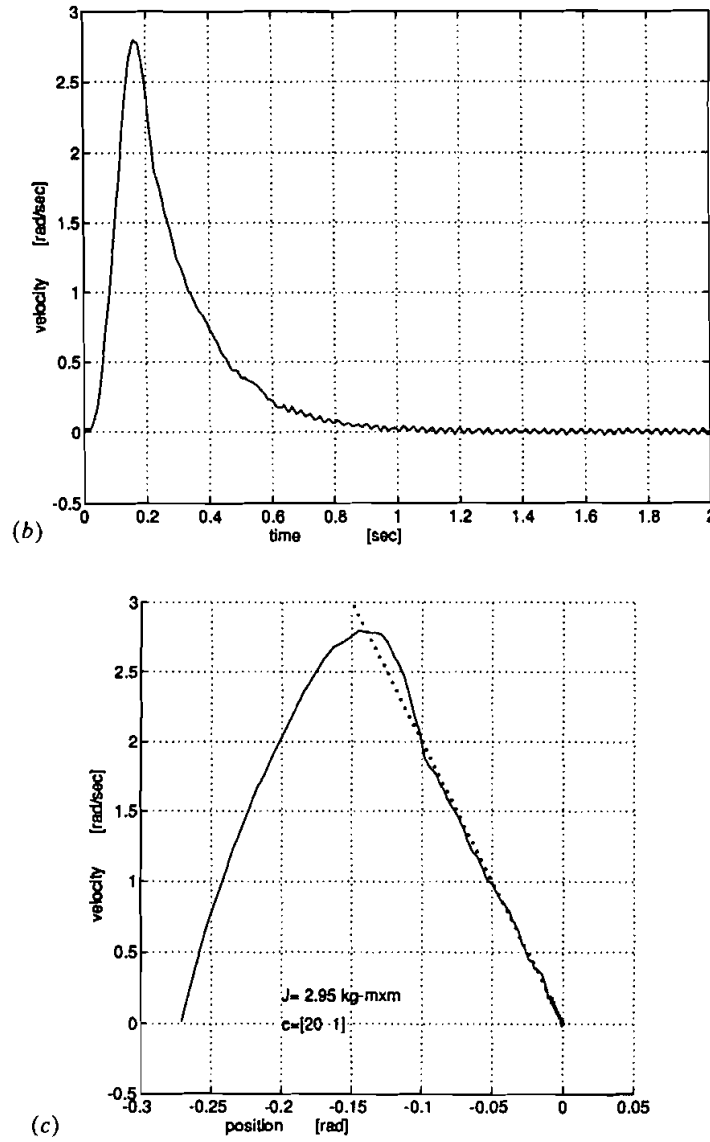 3
2.5
2
1.5
1
0.5
0
-0.5
velocity [rad/sec]
0 0.2 0.4 0.6 0.8 1 1.2 1.4 1.6 1.8 2
time [sec]
(b)
3
2.5
2
1.5
1
0.5
0
-0.5
velocity [rad/sec]
J= 2.95 kg-mxm
c=[20 1]
-0.3 -0.25 -0.2 -0.15 -0.1 -0.05 0 0.05
position [rad]
(c)